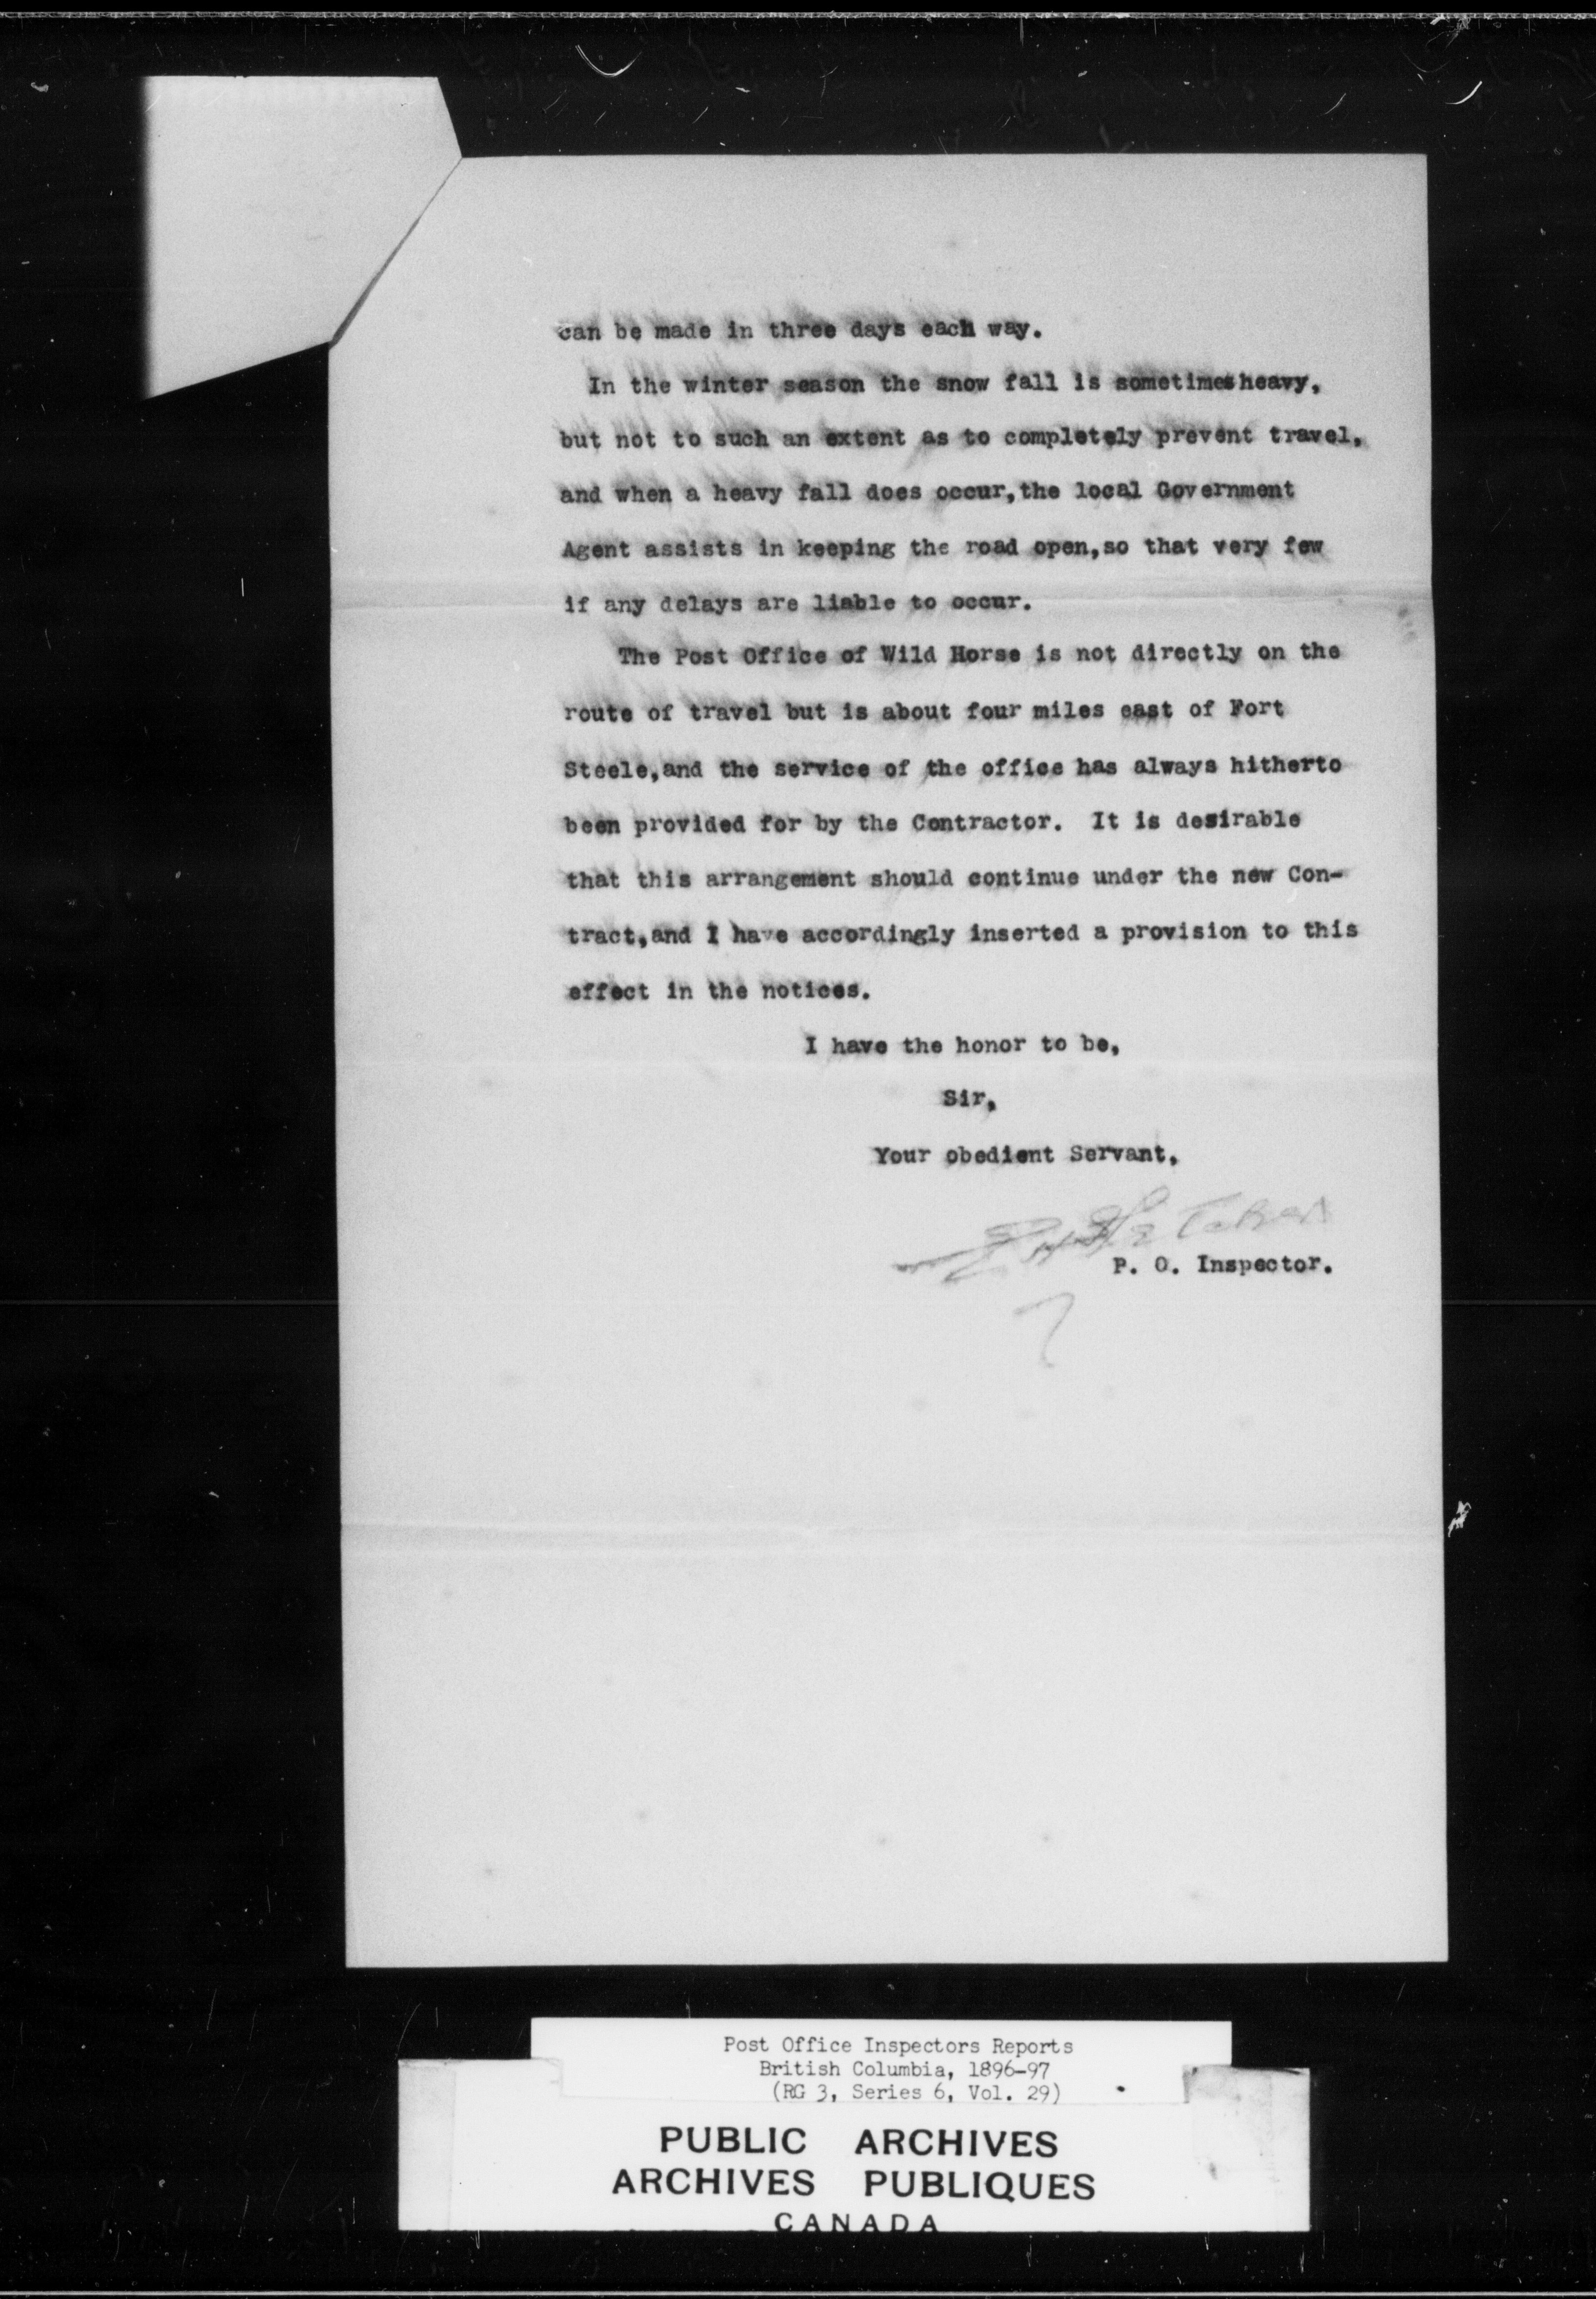 can be made in three days each way.
In the winter season the snow fall is sometimesheavy,
but not to such an extent as to completely prevent travel,
and when a heavy fall does occur,the local Government
Agent assists in keeping the road open,so that very few
if any delays are liable to occur.
The Post Office of Wild Horse is not directly on the
route of travel but is about four miles east of Fort
Steele,and the service of the office has always hitherto
been provided for by the Contractor. It is desirable
that this arrangement should continue under the new Con-
tract,and I have accordingly inserted a provision to this
effect in the notices.
I have the honor to be,
Sir,
Your obedient Servant,
P. O. Inspector.
Post Office Inspectors Reports
British Columbia, 1896-97
(RG 3, Series 6, Vol. 29)
PUBLIC ARCHIVES
ARCHIVES PUBLIQUES
CANADA